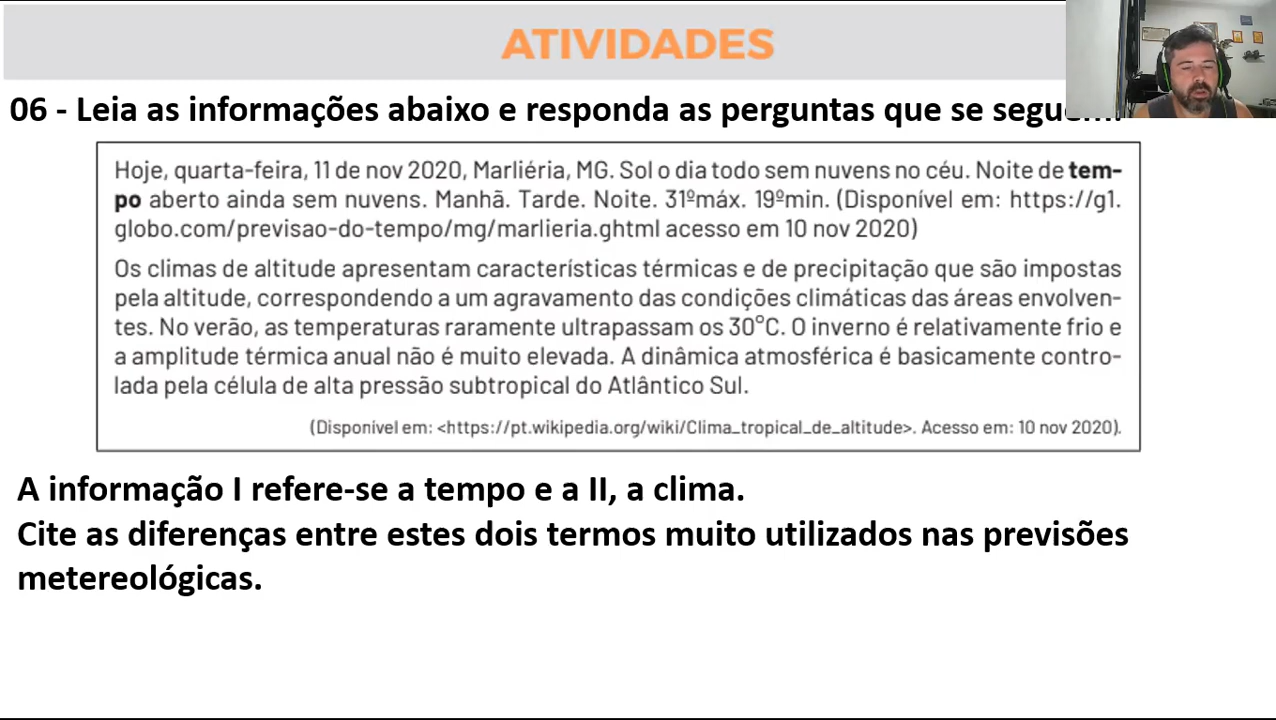 ATIVIDADES
06 - Leia as informações abaixo e responda as perguntas que se seguem.
Hoje, quarta-feira, 11 de nov 2020, Marliéria, MG. Sol o dia todo sem nuvens no céu. Noite de tem-
po aberto ainda sem nuvens. Manhã. Tarde. Noite. 31ºmáx. 19ºmin. (Disponível em: https://g1.
globo.com/previsao-do-tempo/mg/marlieria.ghtml acesso em 10 nov 2020)
Os climas de altitude apresentam características térmicas e de precipitação que são impostas
pela altitude, correspondendo a um agravamento das condições climáticas das áreas envolven-
tes. No verão, as temperaturas raramente ultrapassam os 30°C. O inverno é relativamente frio e
a amplitude térmica anual não é muito elevada. A dinâmica atmosférica é basicamente contro-
lada pela célula de alta pressão subtropical do Atlântico Sul.
(Disponível em: <https://pt.wikipedia.org/wiki/Clima_tropical_de_altitude>. Acesso em: 10 nov 2020).
A informação I refere-se a tempo e a II, a clima.
Cite as diferenças entre estes dois termos muito utilizados nas previsões
metereológicas.